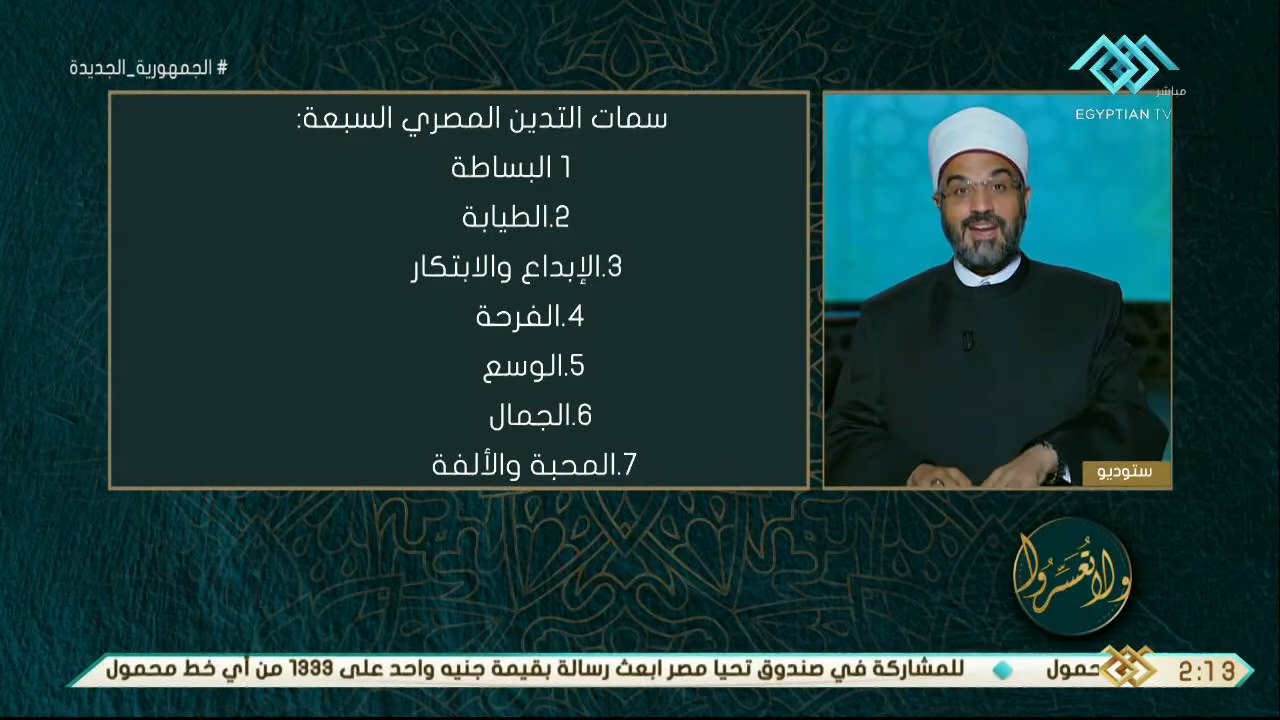 #الجمهورية_الجديدة
مباشر
EGYPTIAN TV
سمات التدين المصري السبعة:
1 البساطة
2.الطيابة
3.الإبداع والابتكار
4.الفرحة
5.الوسع
6.الجمال
7.المحبة والألفة
ستوديو
ولا تُعَسِّرُوا
2:13
حمول ◆ للمشاركة في صندوق تحيا مصر ابعث رسالة بقيمة جنيه واحد على 1333 من أي خط محمول